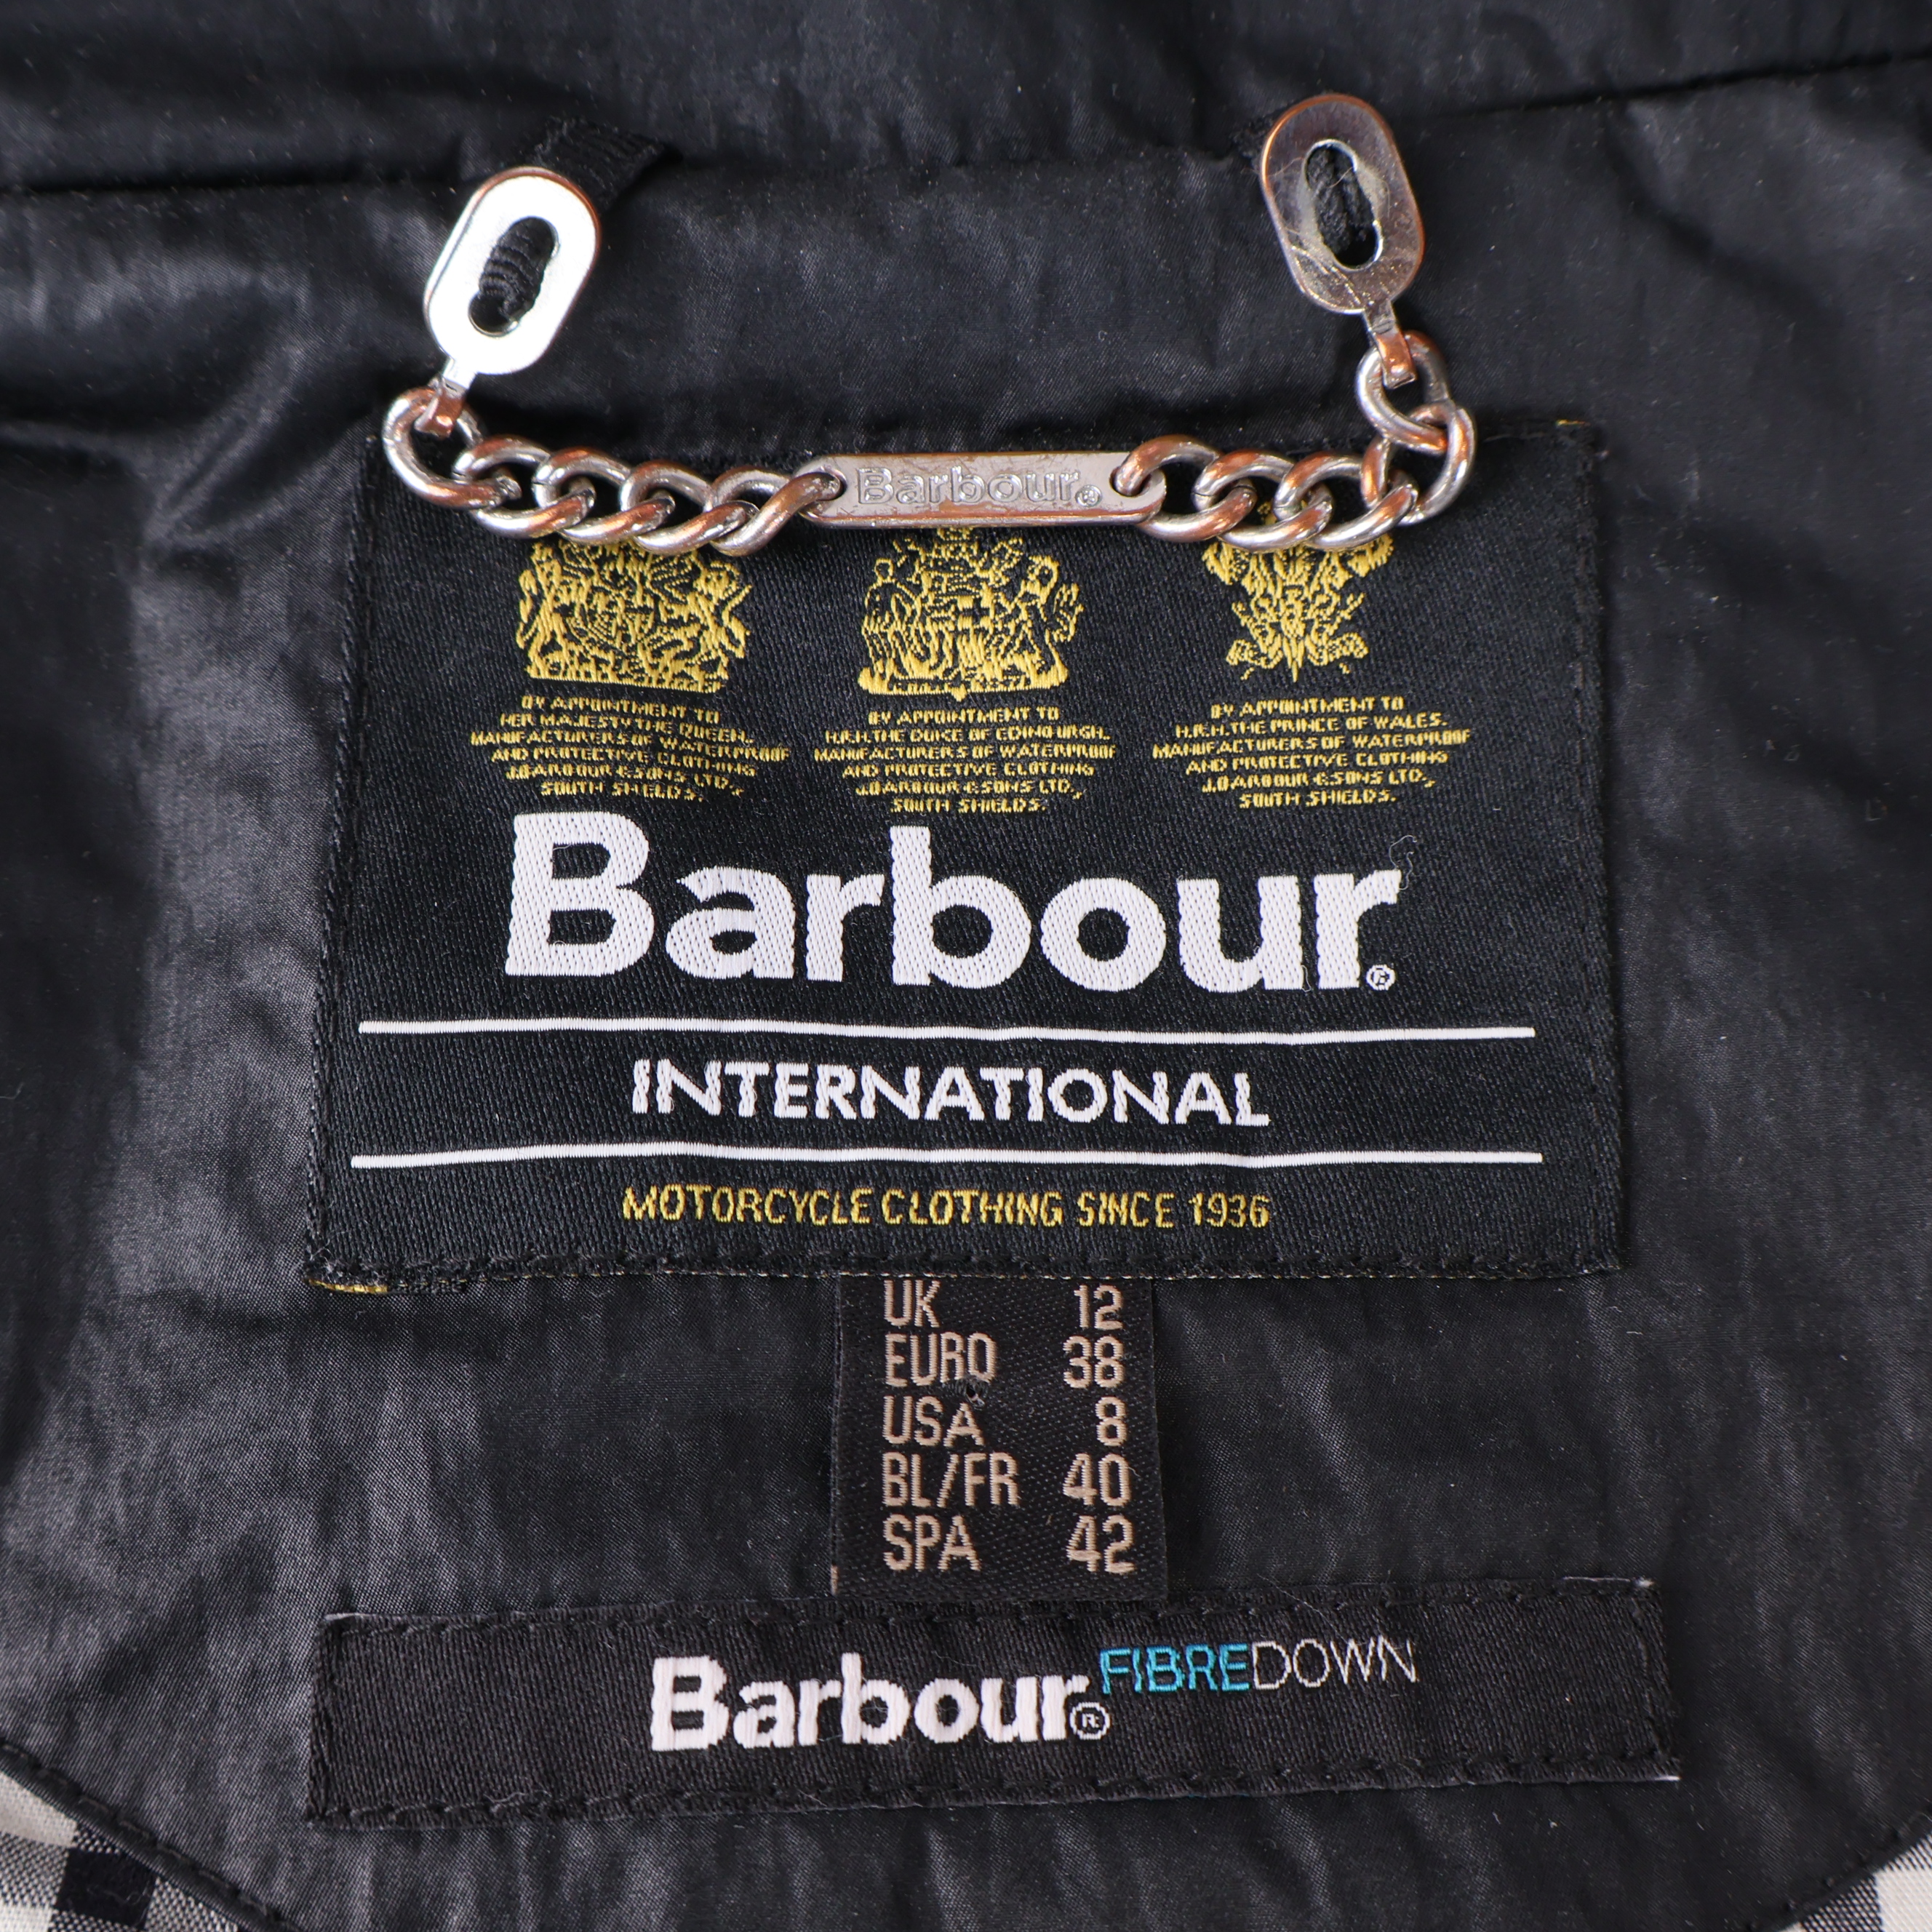 Barbour®
BY APPOINTMENT TO
HER MAJESTY THE QUEEN,
MANUFACTURERS OF WATERPROOF
AND PROTECTIVE CLOTHING
J.BARBOUR & SONS LTD,
SOUTH SHIELDS.
BY APPOINTMENT TO
H.R.H. THE DUKE OF EDINBURGH,
MANUFACTURERS OF WATERPROOF
AND PROTECTIVE CLOTHING
J.BARBOUR & SONS LTD,
SOUTH SHIELDS.
BY APPOINTMENT TO
H.R.H. THE PRINCE OF WALES.
MANUFACTURERS OF WATERPROOF
AND PROTECTIVE CLOTHING
J.BARBOUR & SONS LTD,
SOUTH SHIELDS.
Barbour®
INTERNATIONAL
MOTORCYCLE CLOTHING SINCE 1936
UK 12
EURO 38
USA 8
BL/FR 40
SPA 42
Barbour® FIBREDOWN